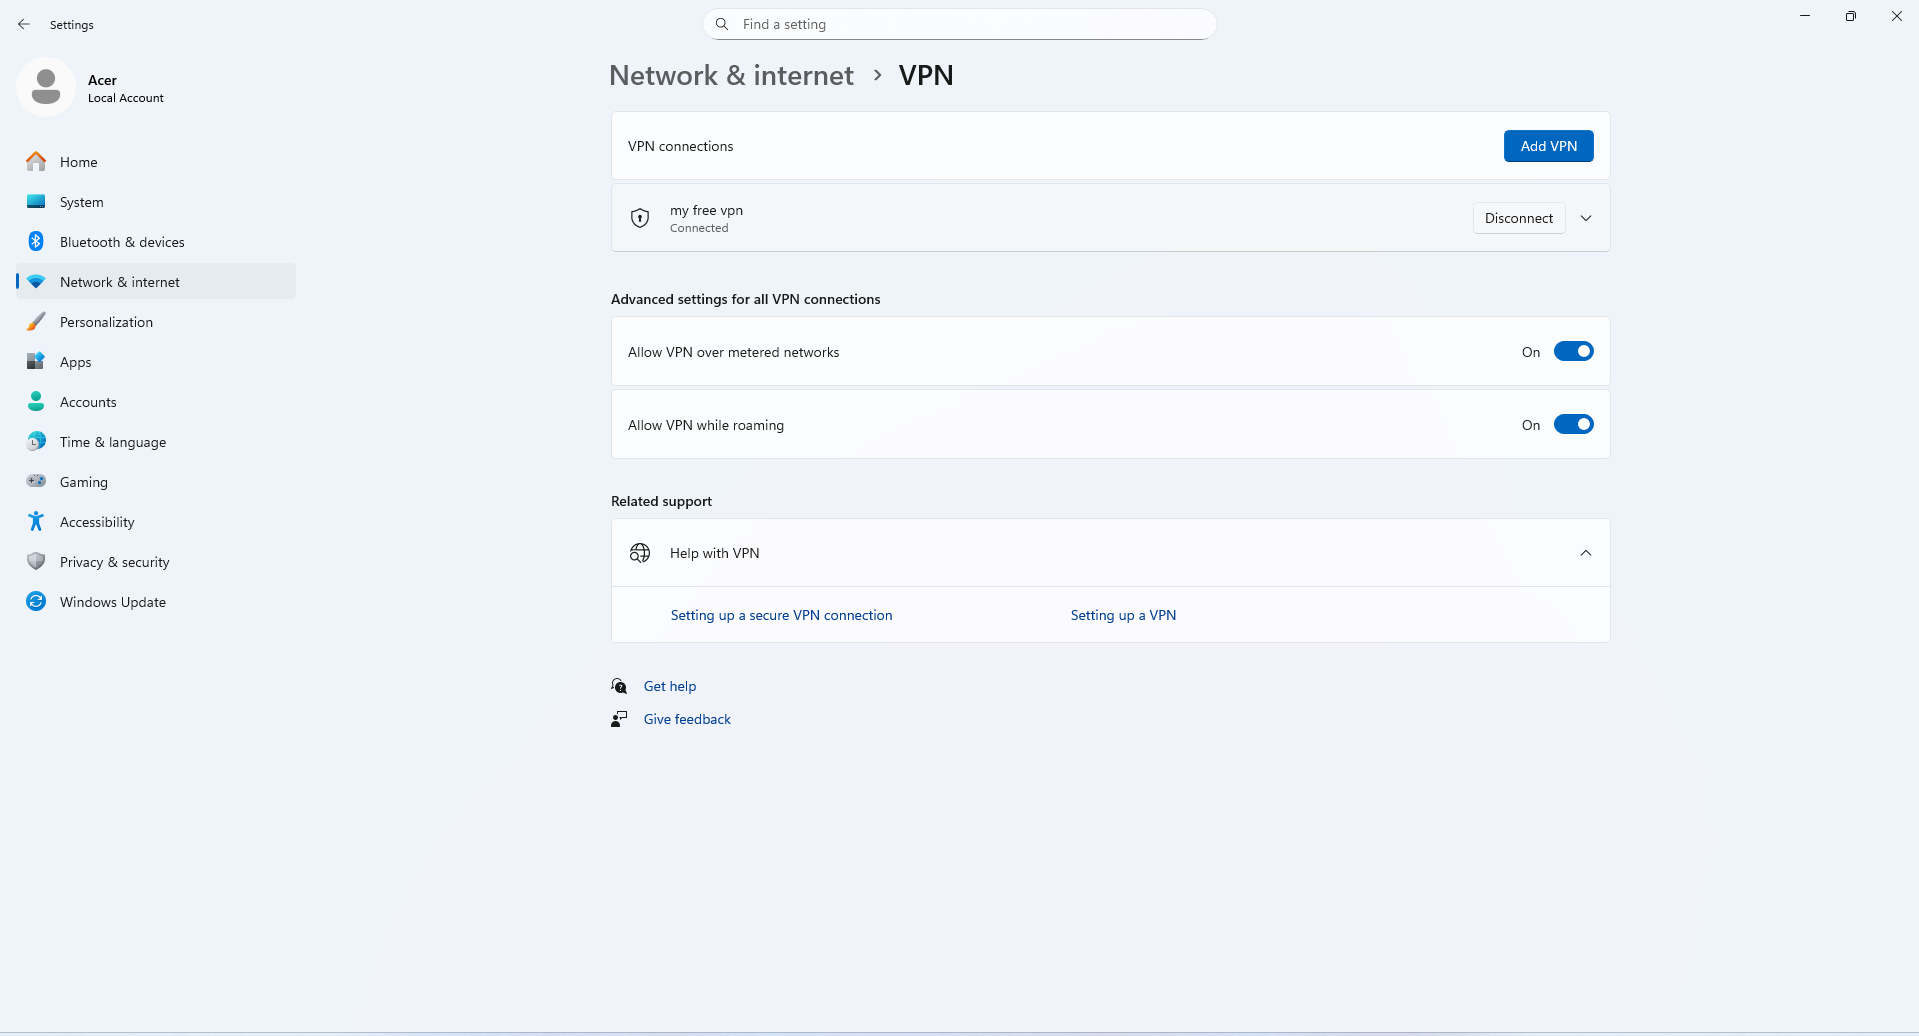 Settings
Find a setting
Acer
Local Account
Home
System
Bluetooth & devices
Network & internet
Personalization
Apps
Accounts
Time & language
Gaming
Accessibility
Privacy & security
Windows Update
Network & internet > VPN
VPN connections
Add VPN
my free vpn
Connected
Disconnect
Advanced settings for all VPN connections
Allow VPN over metered networks
On
Allow VPN while roaming
On
Related support
Help with VPN
Setting up a secure VPN connection
Setting up a VPN
Get help
Give feedback